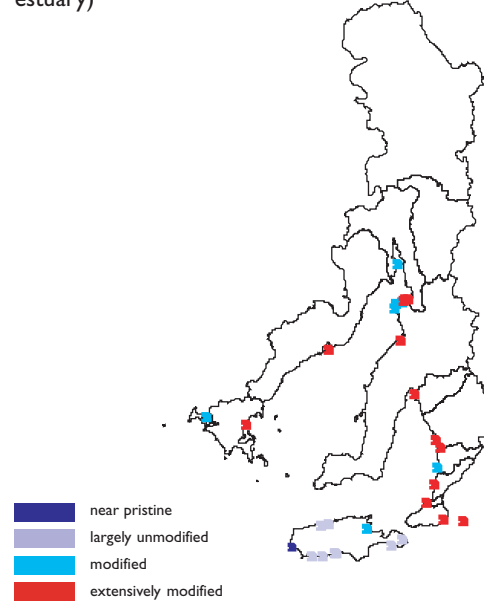 estuary)
near pristine
largely unmodified
modified
extensively modified